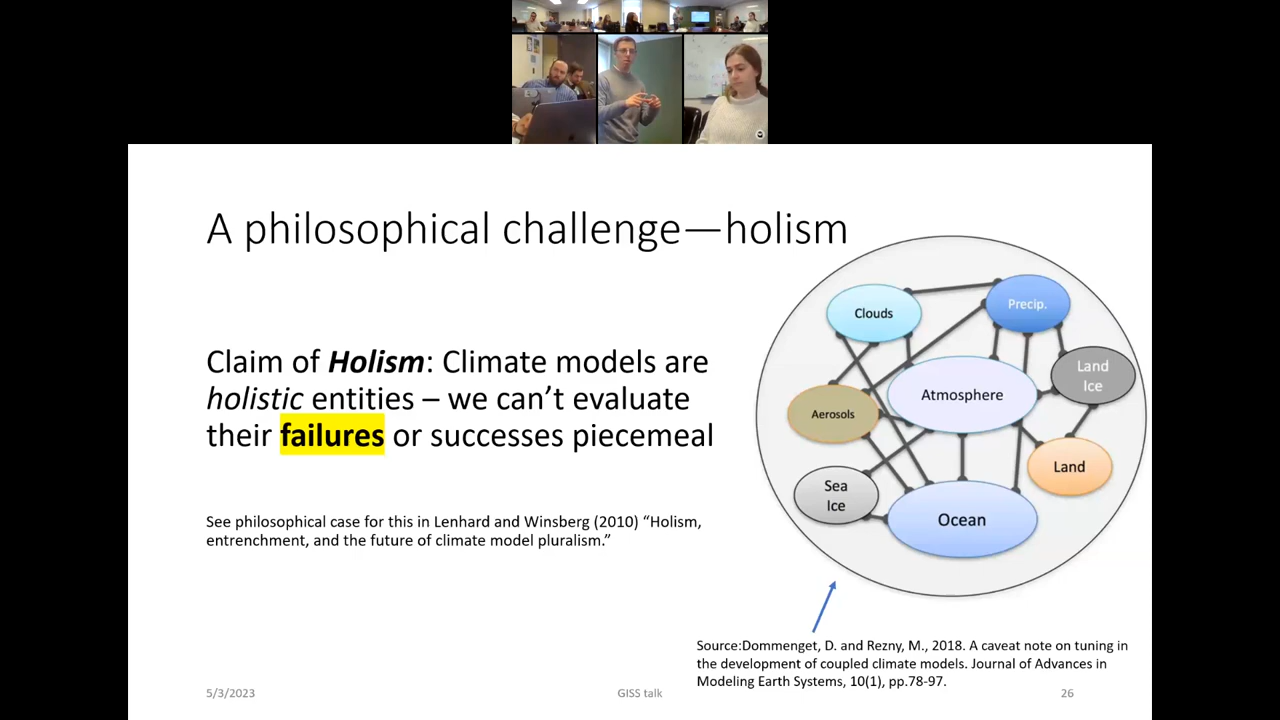 A philosophical challenge—holism
Claim of Holism: Climate models are
holistic entities – we can’t evaluate
their failures or successes piecemeal
See philosophical case for this in Lenhard and Winsberg (2010) “Holism,
entrenchment, and the future of climate model pluralism.”
Clouds
Precip.
Land
Ice
Atmosphere
Aerosols
Land
Sea
Ice
Ocean
Source:Dommenget, D. and Rezny, M., 2018. A caveat note on tuning in
the development of coupled climate models. Journal of Advances in
Modeling Earth Systems, 10(1), pp.78-97.
5/3/2023
GISS talk
26